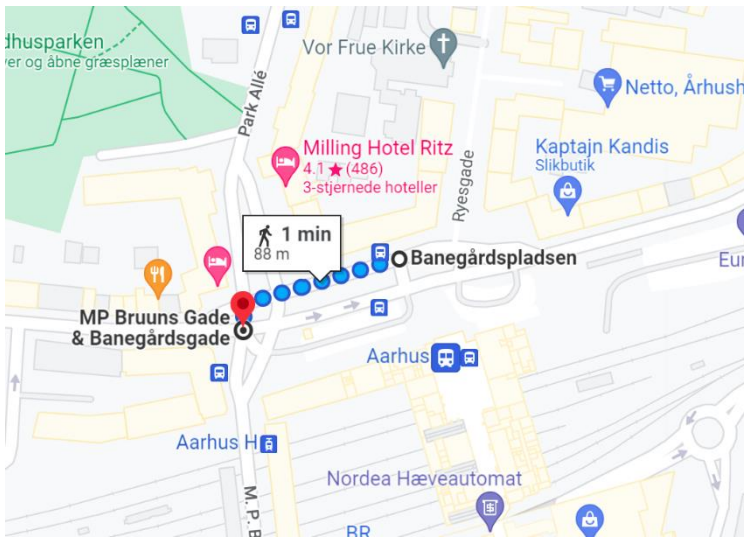 dhusparken
ver og åbne græsplæner
Park Allé
Vor Frue Kirke
Netto, Århush
Milling Hotel Ritz
4.1 ★ (486)
3-stjernede hoteller
Kaptajn Kandis
Slikbutik
Ryesgade
1 min
88 m
Banegårdspladsen
Eur
MP Bruuns Gade
& Banegårdsgade
Aarhus
Aarhus H
M. P. B
Nordea Hæveautomat
BR